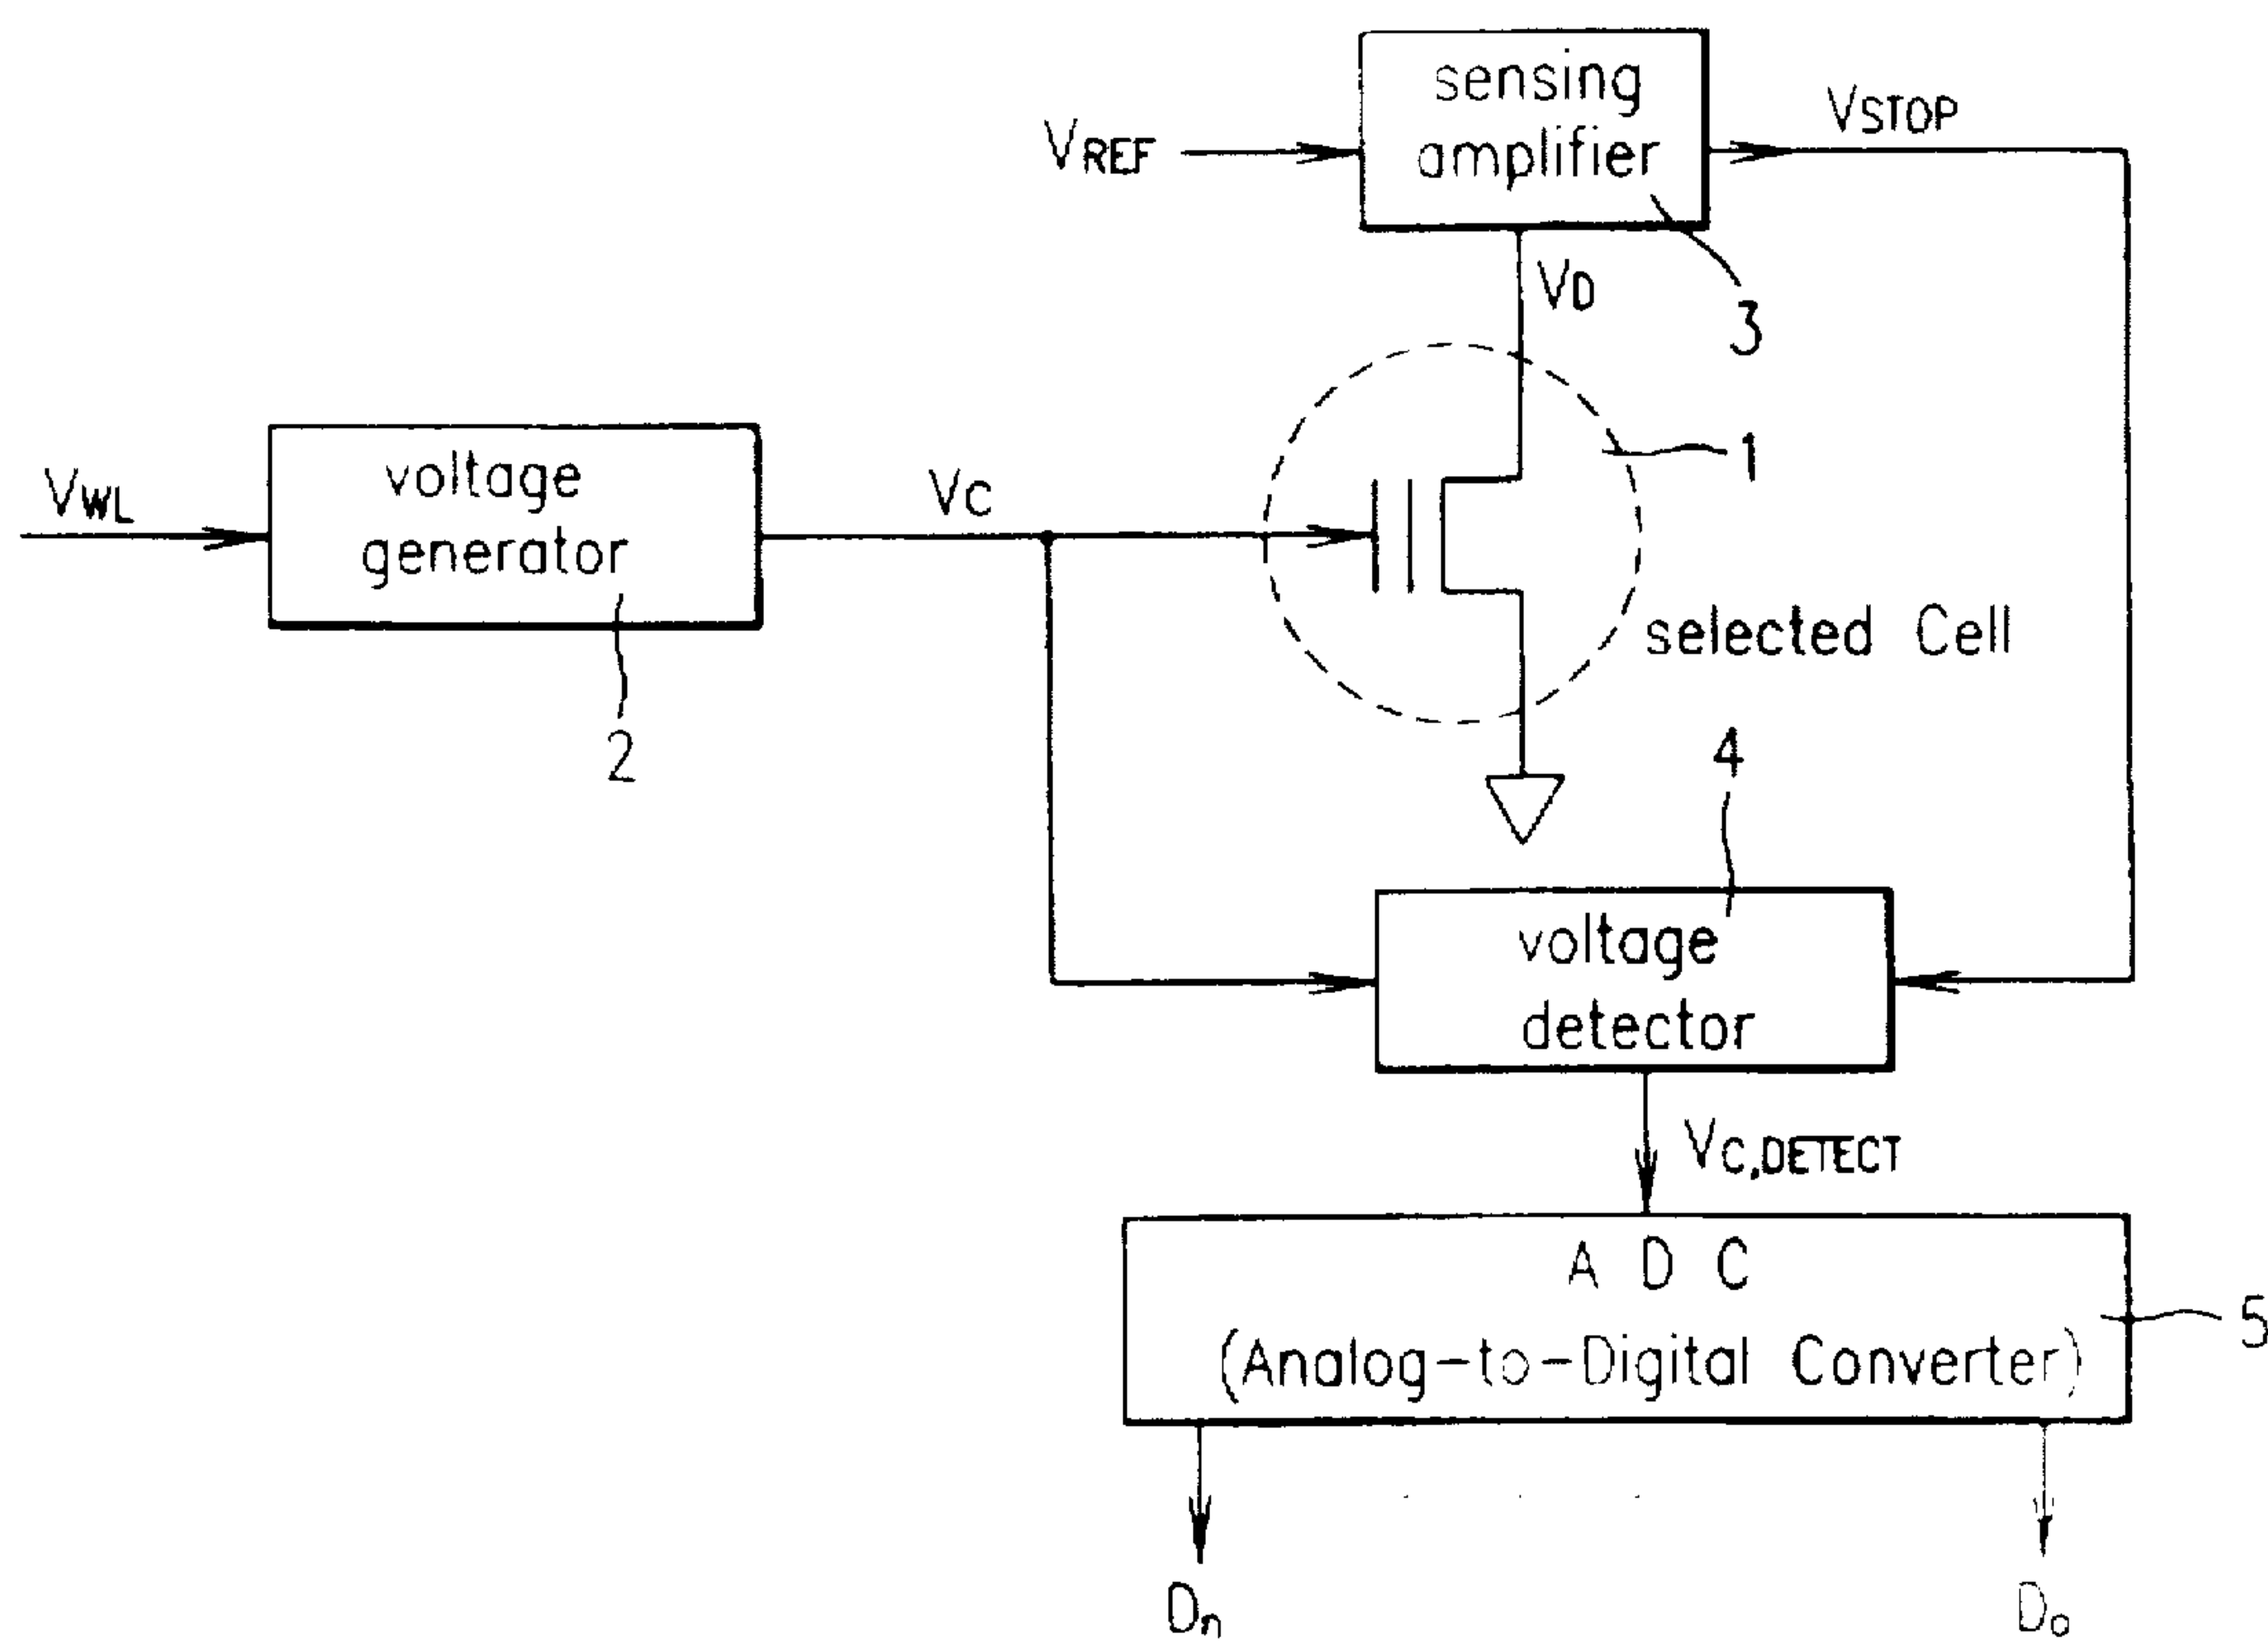 sensing
amplifier
VREF
VSTOP
VD
3
1
voltage
generator
VWL
VC
selected Cell
2
4
voltage
detector
VC,DETECT
A D C
(Analog-to-Digital Converter)
5
Dn
Do